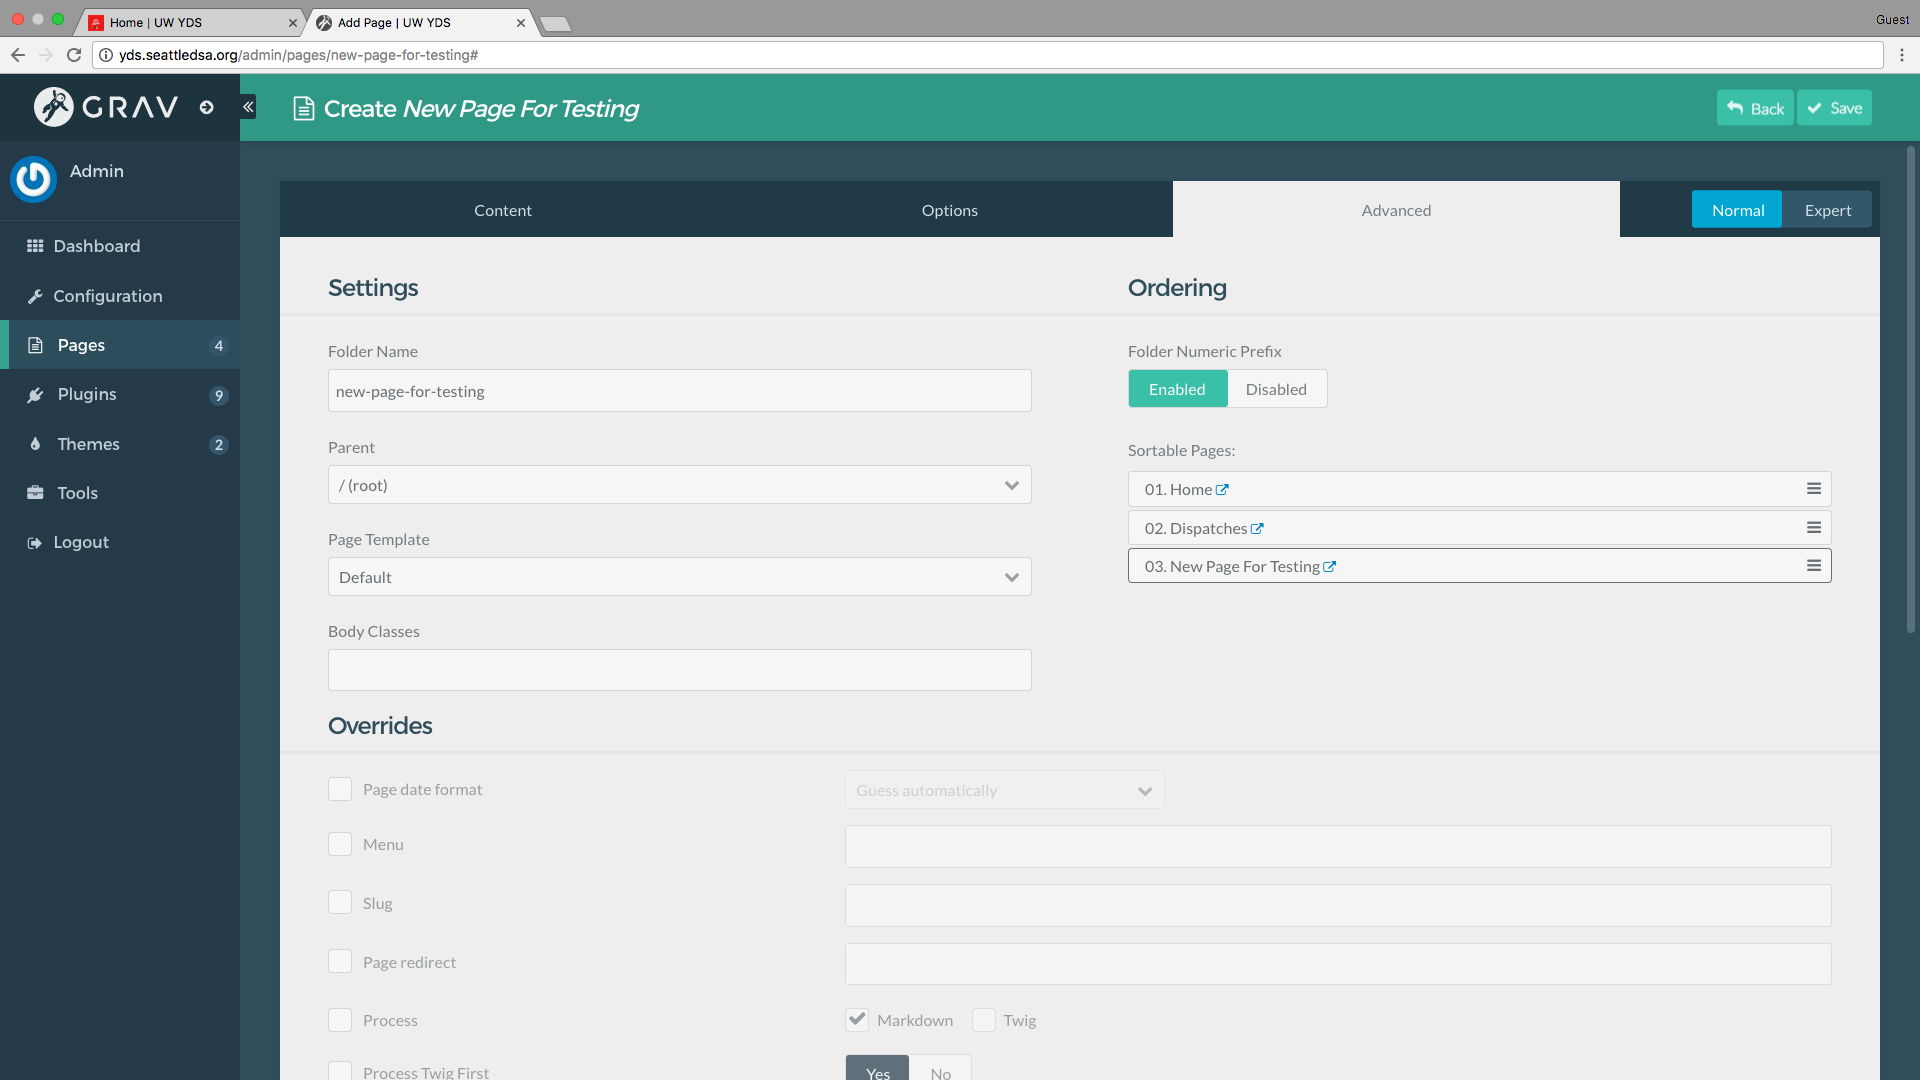 Home | UW YDS
Add Page | UW YDS
Guest
yds.seattledsa.org/admin/pages/new-page-for-testing#
GRAV
Create New Page For Testing
Back
Save
Admin
Content
Options
Advanced
Normal
Expert
Dashboard
Configuration
Pages 4
Plugins 9
Themes 2
Tools
Logout
Settings
Folder Name
new-page-for-testing
Parent
/ (root)
Page Template
Default
Body Classes
Ordering
Folder Numeric Prefix
Enabled
Disabled
Sortable Pages:
01. Home
02. Dispatches
03. New Page For Testing
Overrides
Page date format
Guess automatically
Menu
Slug
Page redirect
Process
Markdown
Twig
Process Twig First
Yes
No